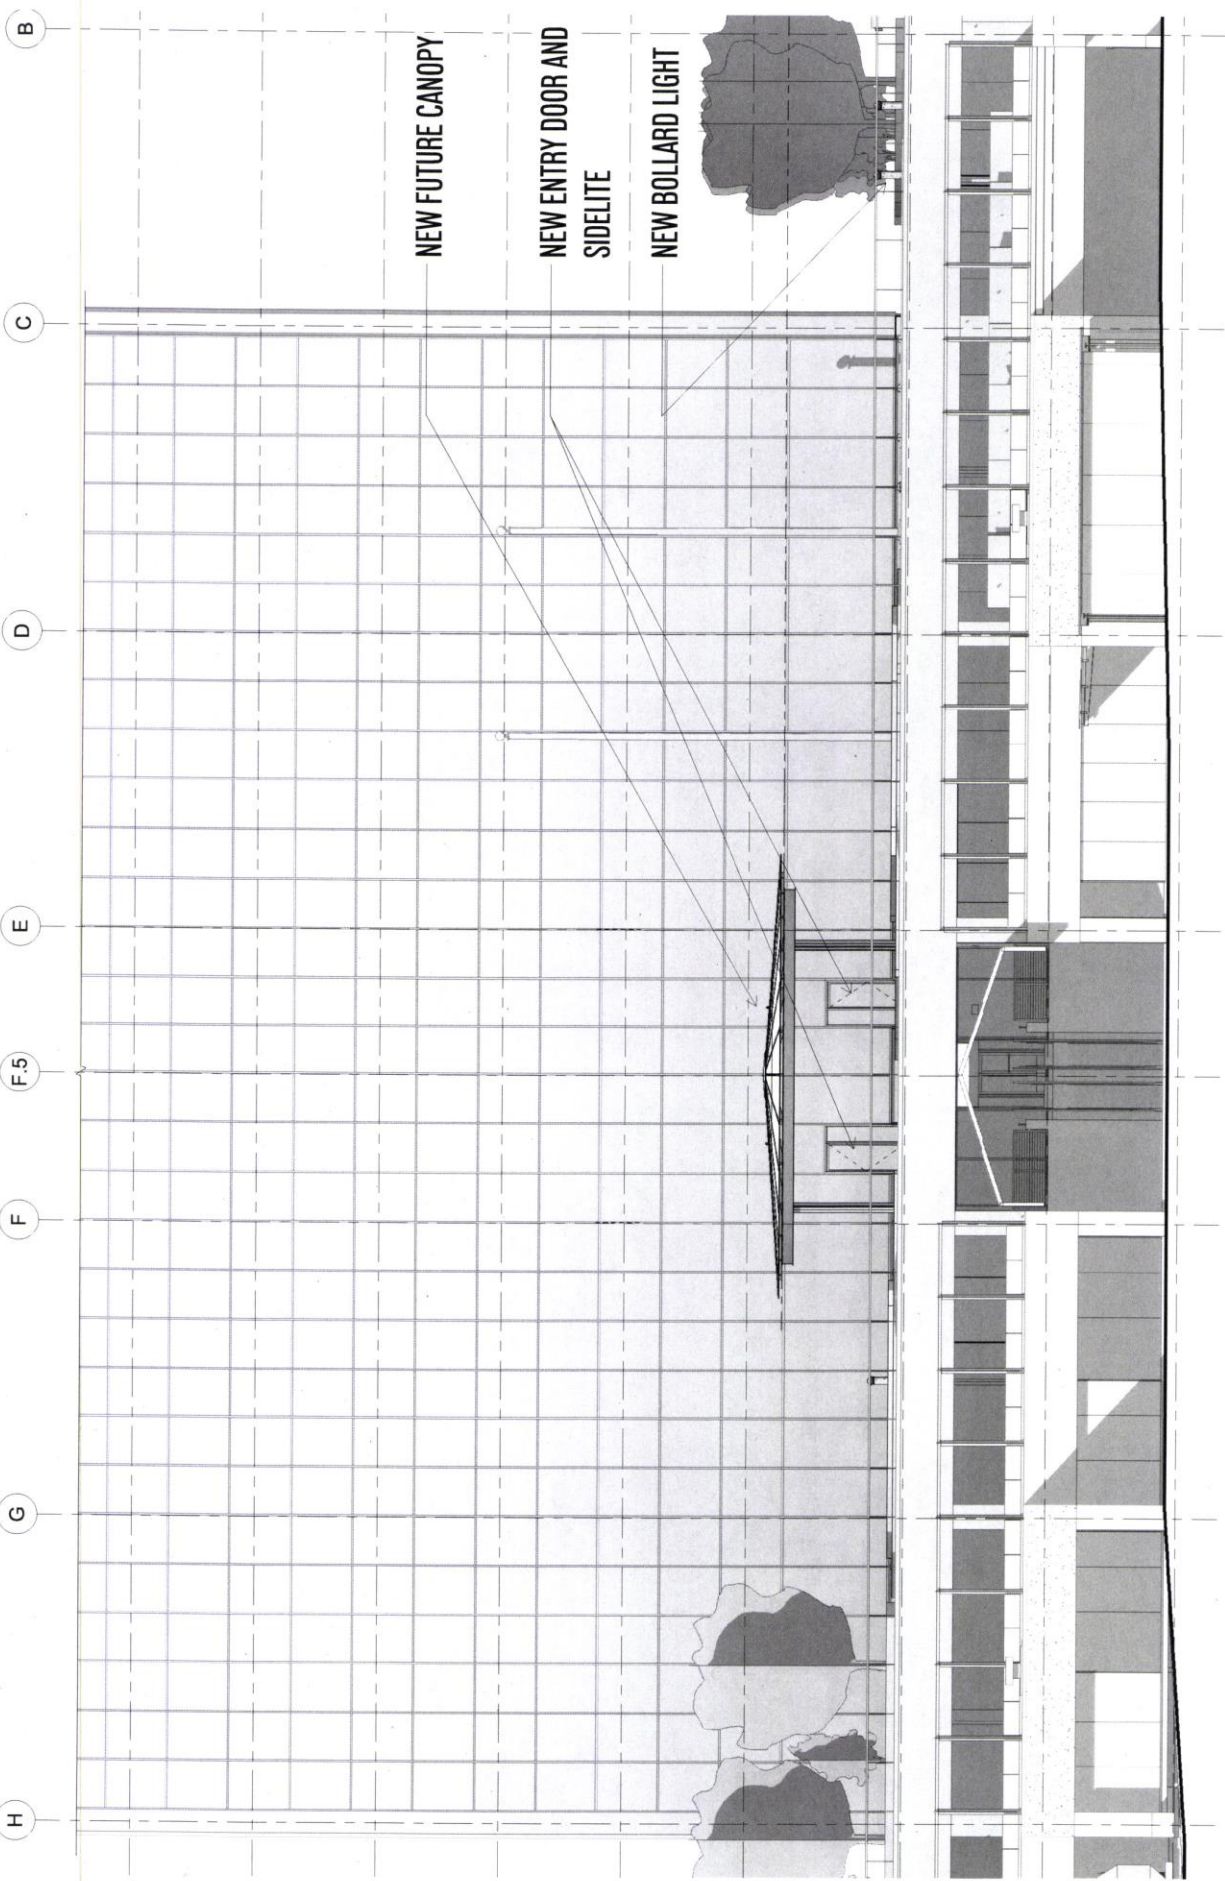 H
G
F
F.5
E
D
C
B
NEW FUTURE CANOPY
NEW ENTRY DOOR AND
SIDELITE
NEW BOLLARD LIGHT